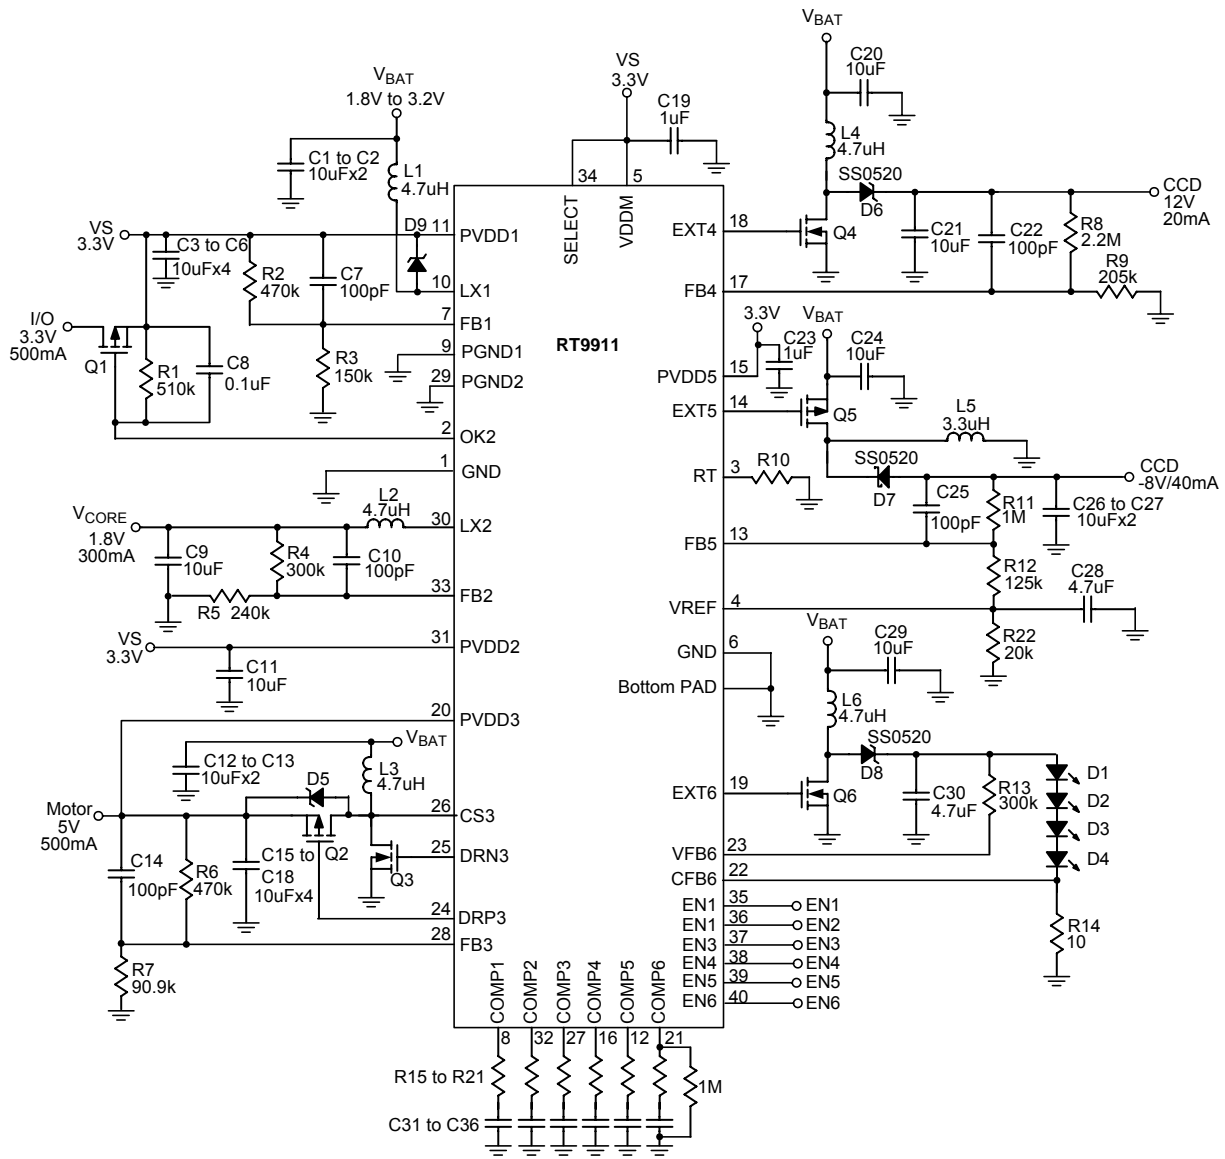 VBAT
1.8V to 3.2V
C1 to C2
10uFx2
L1
4.7uH
VS
3.3V
C19
1uF
VBAT
C20
10uF
L4
4.7uH
SS0520
D6
CCD
12V
20mA
C21
10uF
C22
100pF
R8
2.2M
R9
205k
Q4
34
5
SELECT
VDDM
RT9911
VS
3.3V
C3 to C6
10uFx4
R2
470k
C7
100pF
D9
11
PVDD1
10
LX1
7
FB1
9
PGND1
29
PGND2
2
OK2
1
GND
30
LX2
33
FB2
31
PVDD2
20
PVDD3
26
CS3
25
DRN3
24
DRP3
28
FB3
I/O
3.3V
500mA
Q1
R1
510k
C8
0.1uF
R3
150k
VCORE
1.8V
300mA
L2
4.7uH
C9
10uF
R4
300k
C10
100pF
R5
240k
VS
3.3V
C11
10uF
VBAT
C12 to C13
10uFx2
L3
4.7uH
D5
Motor
5V
500mA
C14
100pF
R6
470k
C15 to
C18
10uFx4
Q2
Q3
R7
90.9k
EXT4
18
FB4
17
PVDD5
15
EXT5
14
RT
3
FB5
13
VREF
4
GND
6
Bottom PAD
EXT6
19
VFB6
23
CFB6
22
EN1
35
EN1
EN1
36
EN2
EN3
37
EN3
EN4
38
EN4
EN5
39
EN5
EN6
40
EN6
3.3V
C23
1uF
VBAT
C24
10uF
Q5
L5
3.3uH
R10
SS0520
D7
CCD
-8V/40mA
C25
100pF
R11
1M
C26 to C27
10uFx2
R12
125k
C28
4.7uF
R22
20k
VBAT
C29
10uF
L6
4.7uH
SS0520
D8
Q6
C30
4.7uF
R13
300k
D1
D2
D3
D4
R14
10
COMP1
COMP2
COMP3
COMP4
COMP5
COMP6
8
32
27
16
12
21
R15 to R21
1M
C31 to C36